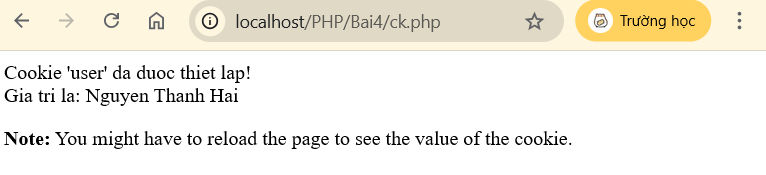 localhost/PHP/Bai4/ck.php
Trường học
Cookie 'user' da duoc thiet lap!
Gia tri la: Nguyen Thanh Hai
Note: You might have to reload the page to see the value of the cookie.